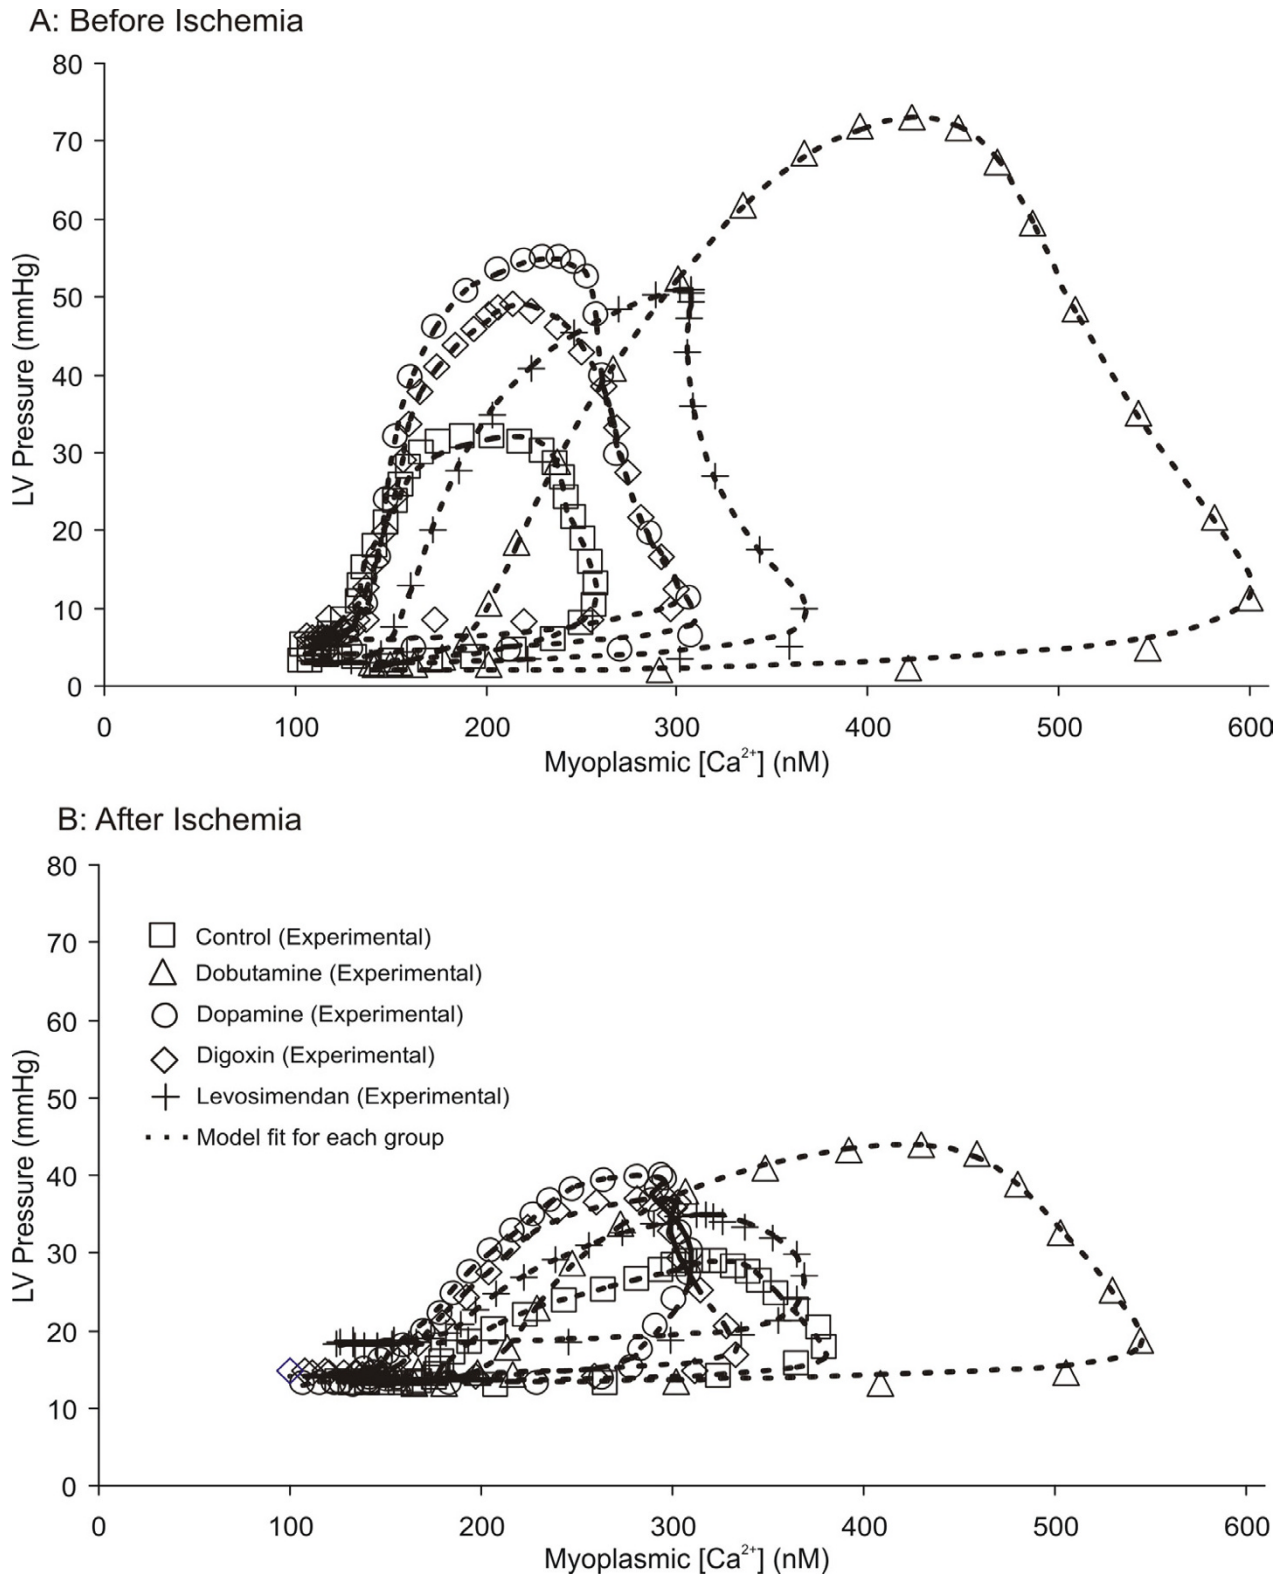 A: Before Ischemia
80
70
60
50
40
30
20
10
0
LV Pressure (mmHg)
0 100 200 300 400 500 600
Myoplasmic [Ca²⁺] (nM)
B: After Ischemia
80
70
60
50
40
30
20
10
0
LV Pressure (mmHg)
Control (Experimental)
Dobutamine (Experimental)
Dopamine (Experimental)
Digoxin (Experimental)
Levosimendan (Experimental)
Model fit for each group
0 100 200 300 400 500 600
Myoplasmic [Ca²⁺] (nM)